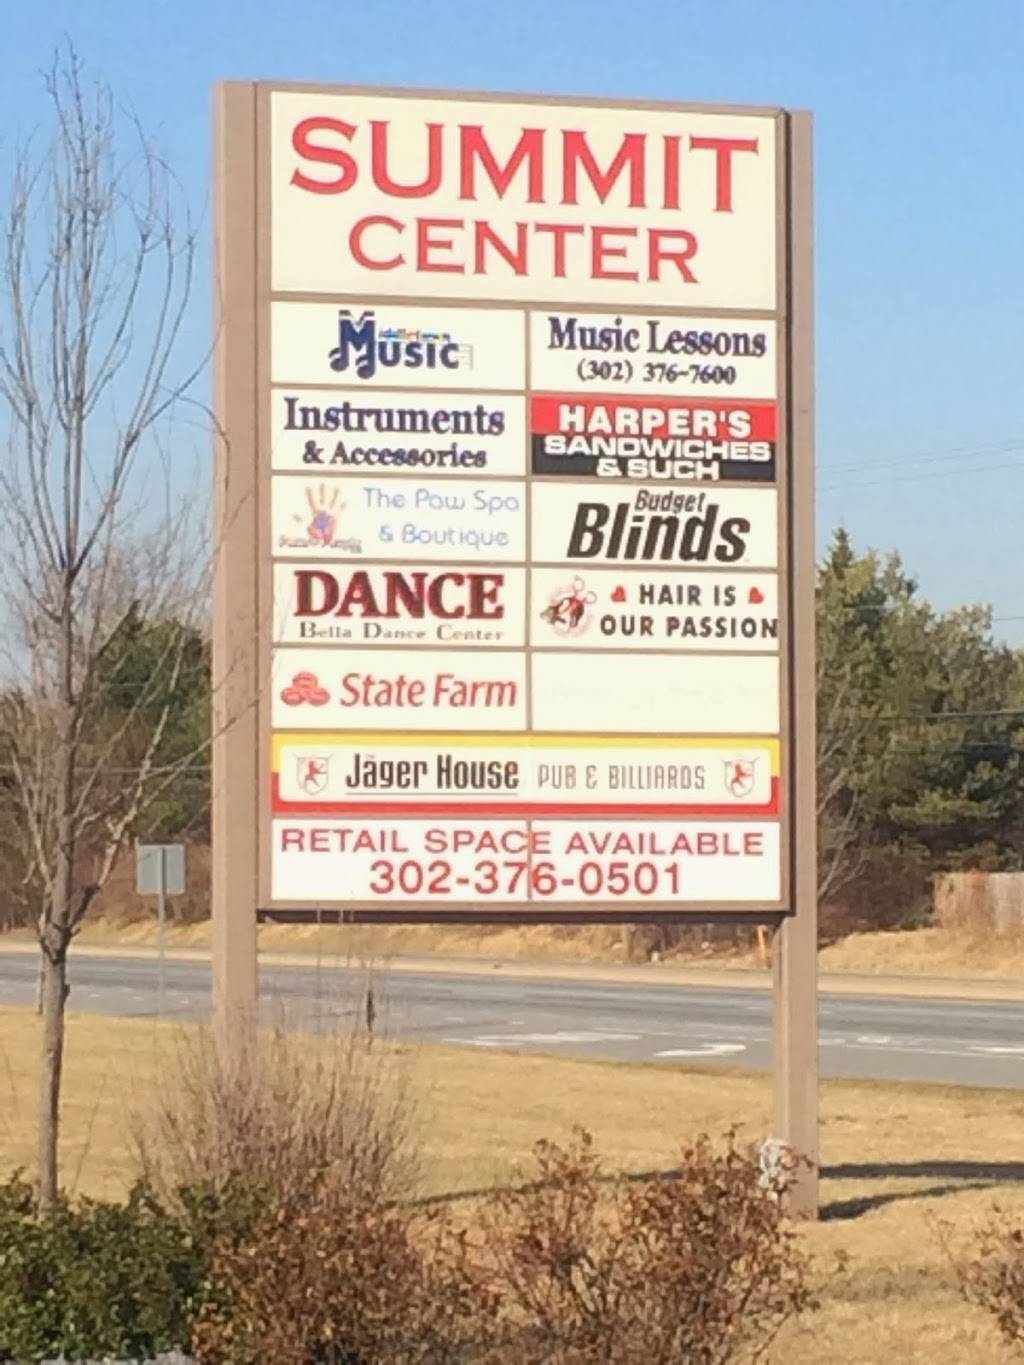 SUMMIT
CENTER
MUSIC
Music Lessons
(302) 376-7600
Instruments
& Accessories
HARPER'S
SANDWICHES
& SUCH
The Paw Spa
& Boutique
Budget
Blinds
DANCE
Bella Dance Center
HAIR IS
OUR PASSION
State Farm
Jäger House PUB & BILLIARDS
RETAIL SPACE AVAILABLE
302-376-0501